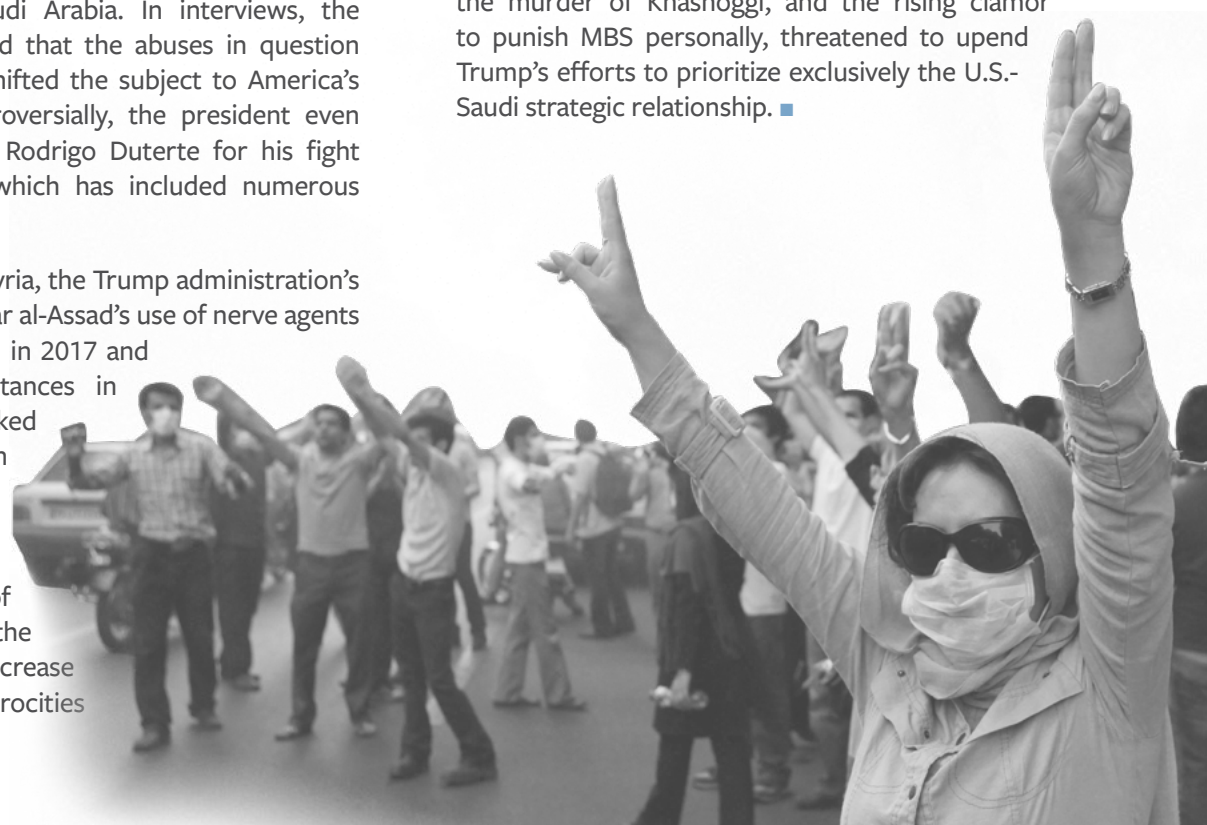 udi Arabia. In interviews, the
d that the abuses in question
hifted the subject to America’s
roversially, the president even
Rodrigo Duterte for his fight
which has included numerous
yria, the Trump administration’s
ar al-Assad’s use of nerve agents
in 2017 and
tances in
ked
n
of
the
crease
rocities
the murder of Khashoggi, and the rising clamor
to punish MBS personally, threatened to upend
Trump’s efforts to prioritize exclusively the U.S.-
Saudi strategic relationship. ■